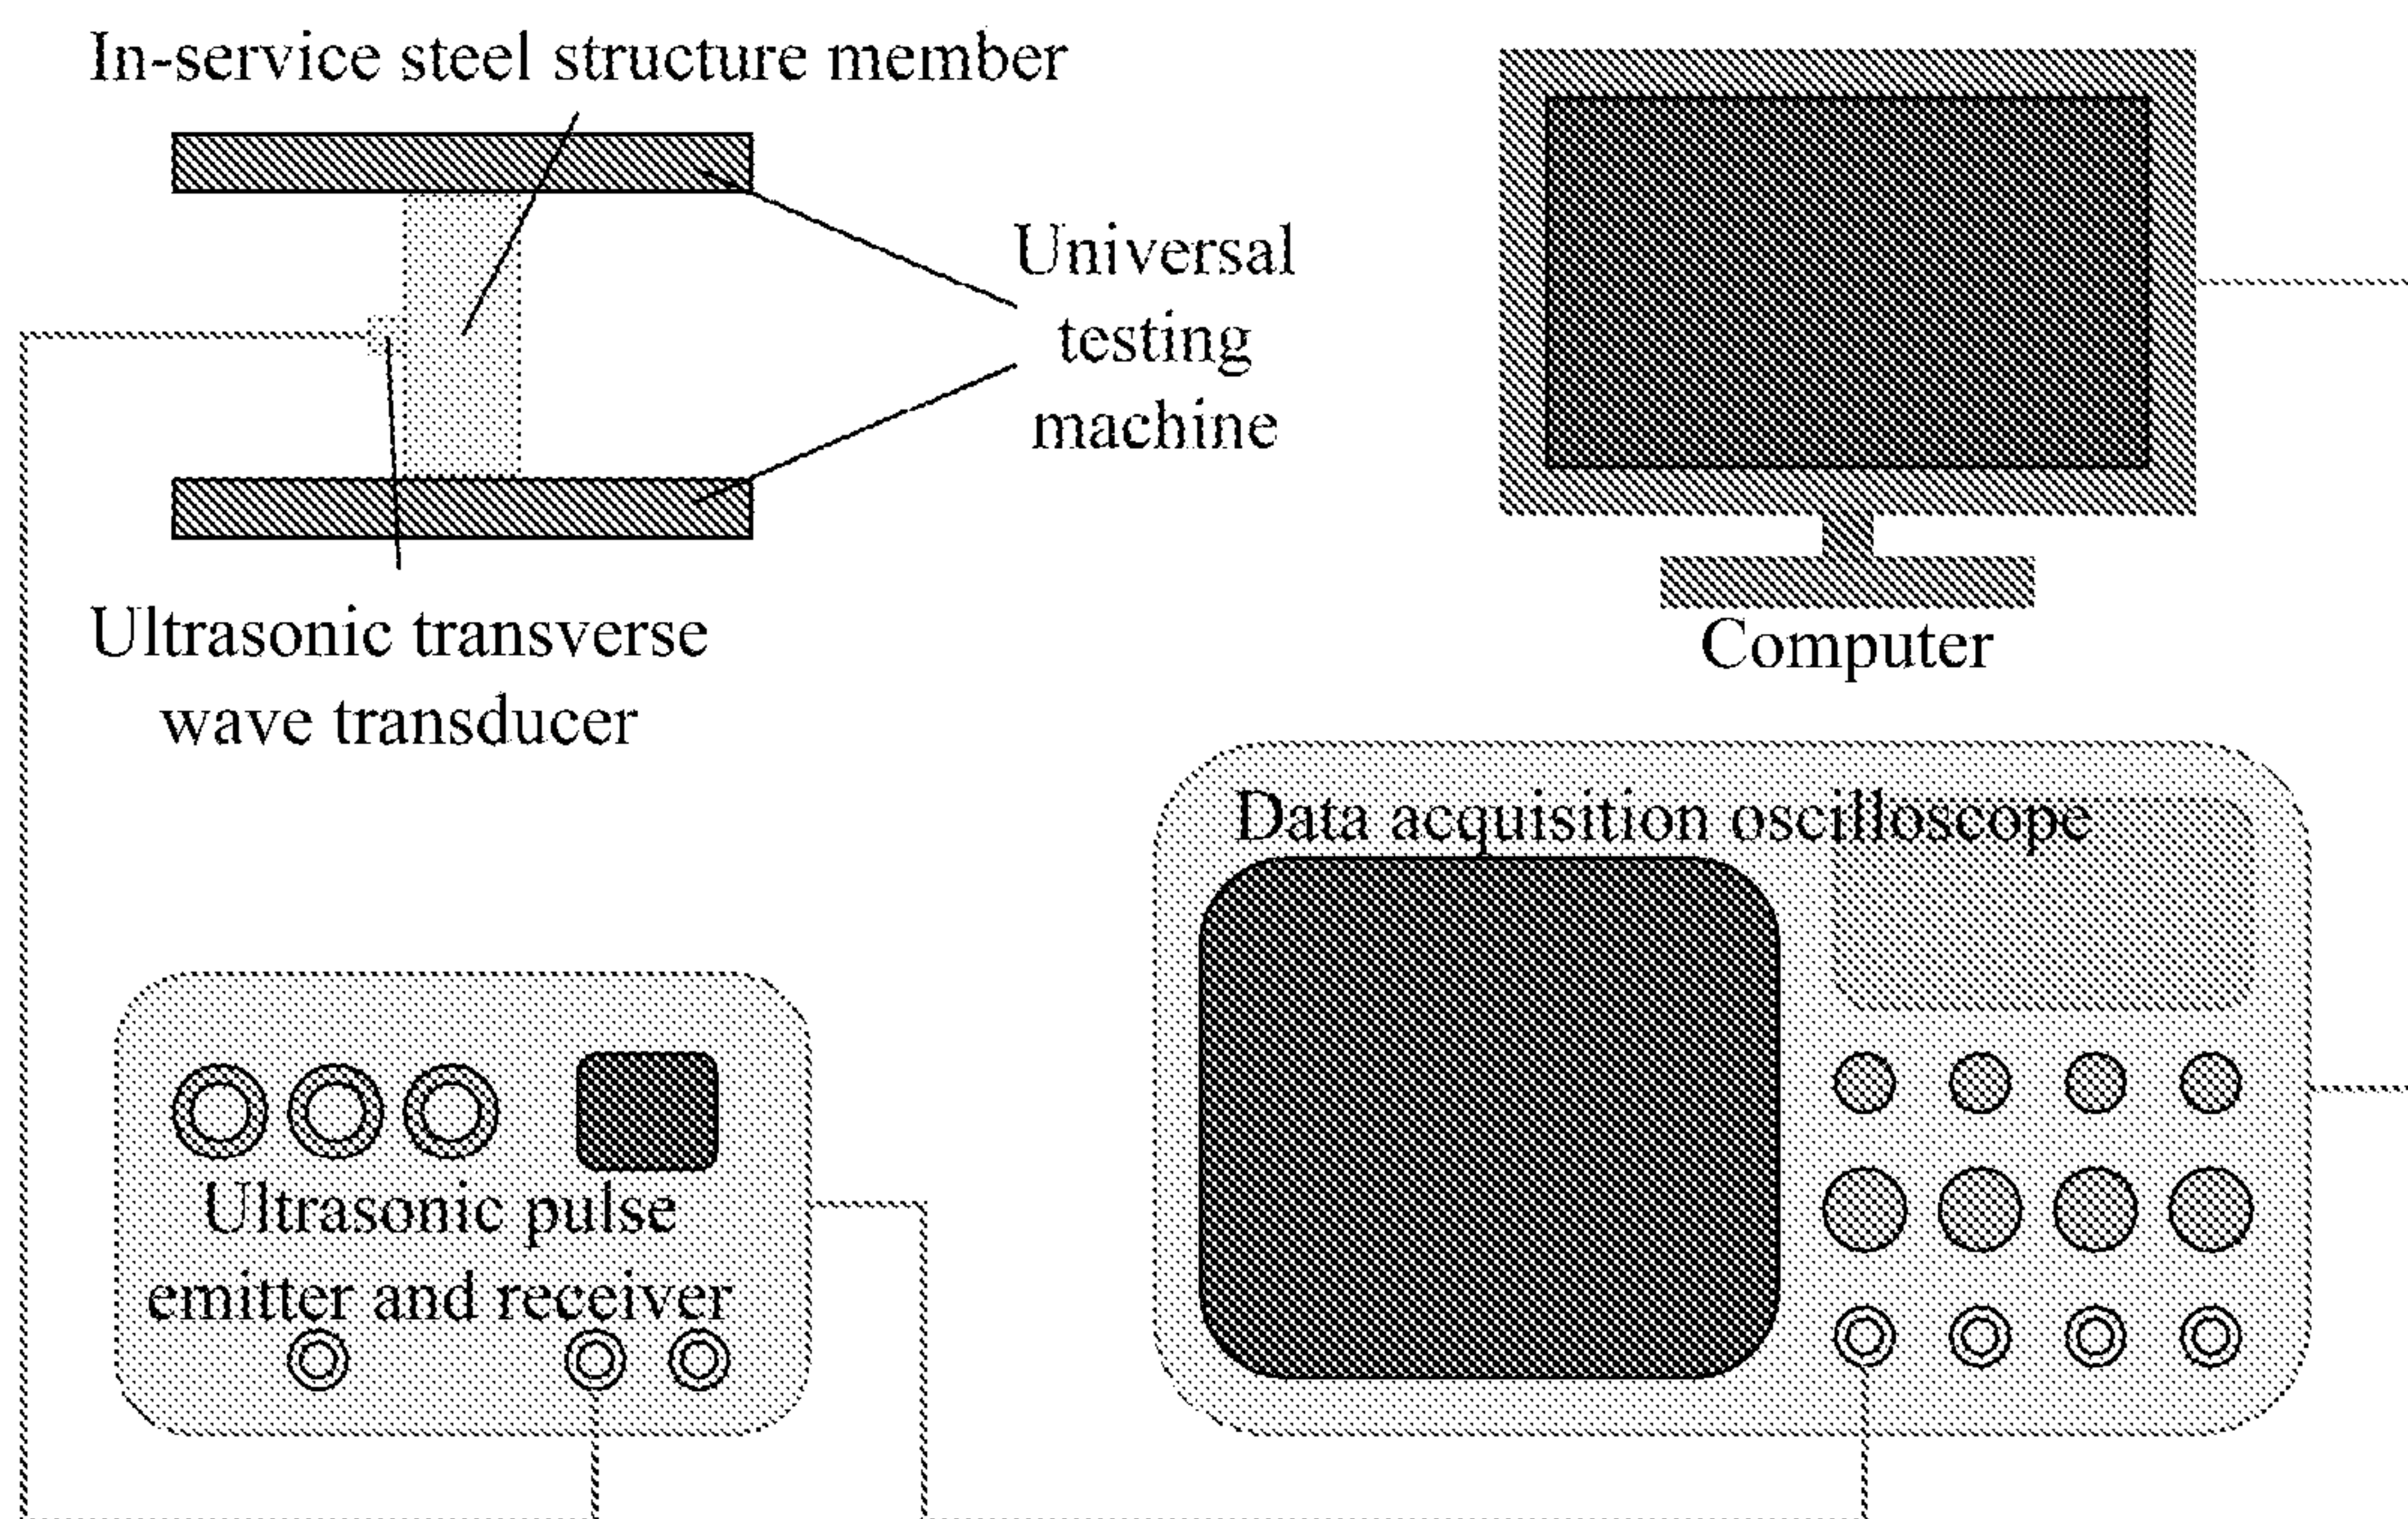 In-service steel structure member
Universal
testing
machine
Ultrasonic transverse
wave transducer
Computer
Data acquisition oscilloscope
Ultrasonic pulse
emitter and receiver